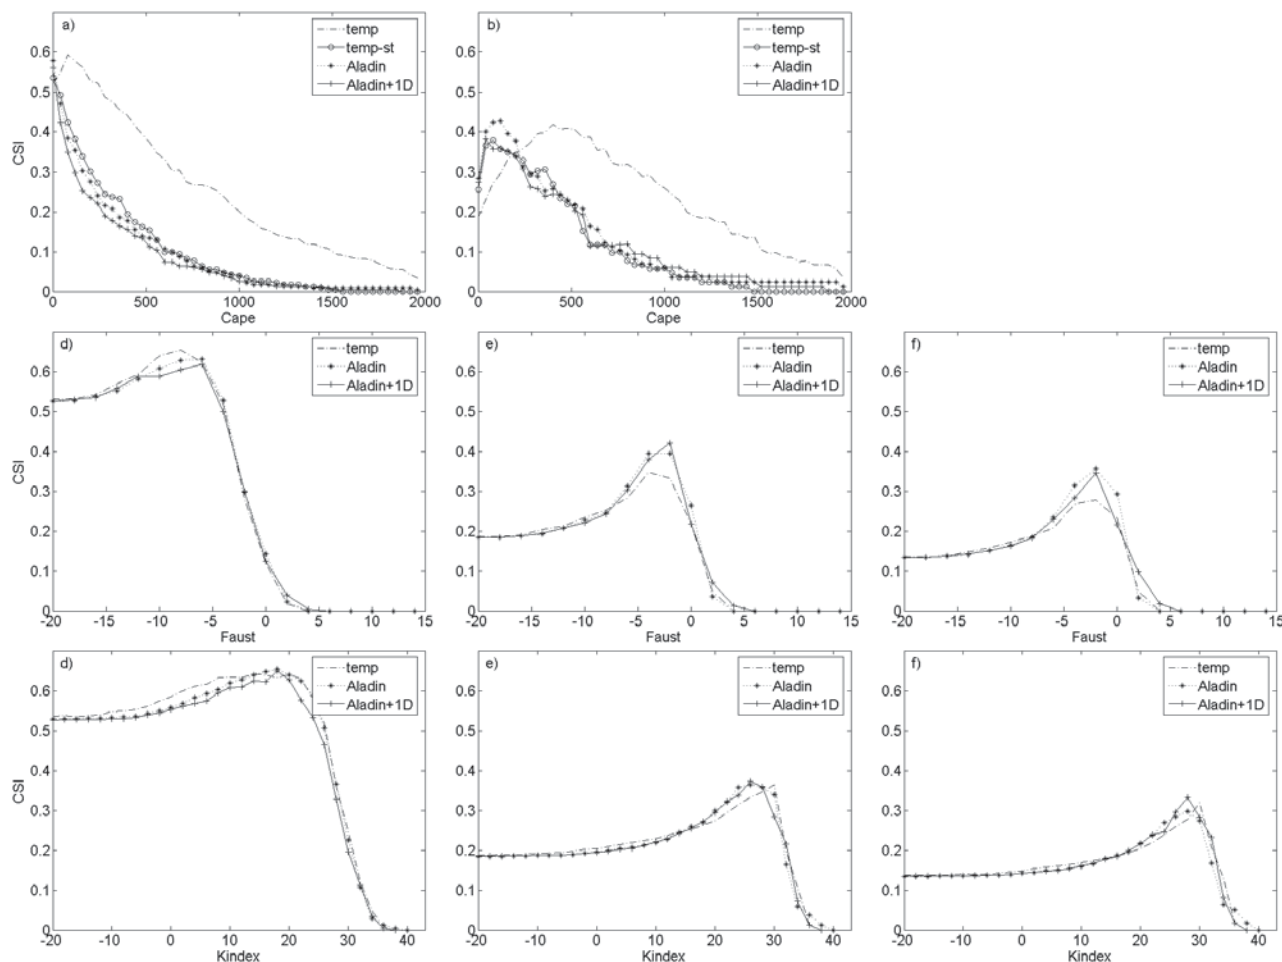 a)
temp
temp-st
Aladin
Aladin+1D
CSI
0.6
0.5
0.4
0.3
0.2
0.1
0
0 500 1000 1500 2000
Cape
b)
temp
temp-st
Aladin
Aladin+1D
0.6
0.5
0.4
0.3
0.2
0.1
0
0 500 1000 1500 2000
Cape
d)
temp
Aladin
Aladin+1D
CSI
0.6
0.5
0.4
0.3
0.2
0.1
0
-20 -15 -10 -5 0 5 10 15
Faust
e)
temp
Aladin
Aladin+1D
0.6
0.5
0.4
0.3
0.2
0.1
0
-20 -15 -10 -5 0 5 10 15
Faust
f)
temp
Aladin
Aladin+1D
0.6
0.5
0.4
0.3
0.2
0.1
0
-20 -15 -10 -5 0 5 10 15
Faust
d)
temp
Aladin
Aladin+1D
CSI
0.6
0.5
0.4
0.3
0.2
0.1
0
-20 -10 0 10 20 30 40
Kindex
e)
temp
Aladin
Aladin+1D
0.6
0.5
0.4
0.3
0.2
0.1
0
-20 -10 0 10 20 30 40
Kindex
f)
temp
Aladin
Aladin+1D
0.6
0.5
0.4
0.3
0.2
0.1
0
-20 -10 0 10 20 30 40
Kindex